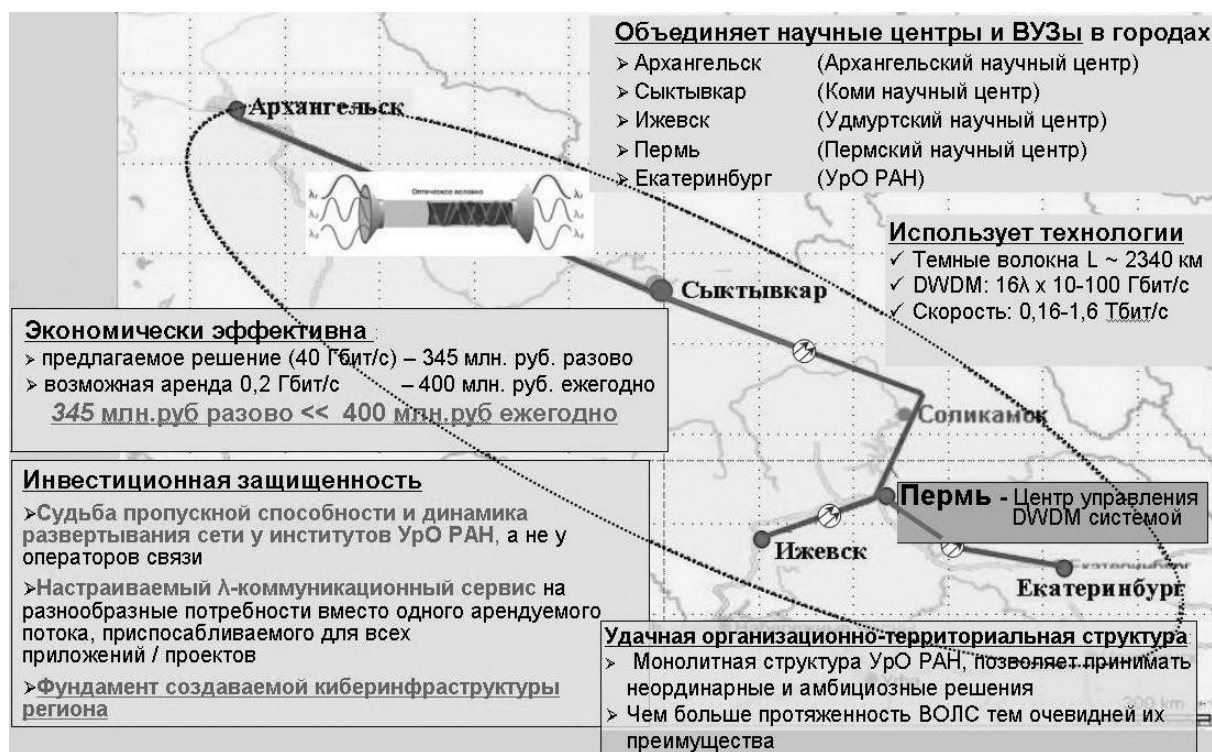 Объединяет научные центры и ВУЗы в городах
➢ Архангельск (Архангельский научный центр)
➢ Сыктывкар (Коми научный центр)
➢ Ижевск (Удмуртский научный центр)
➢ Пермь (Пермский научный центр)
➢ Екатеринбург (УрО РАН)
Архангельск
Оптическое волокно
Использует технологии
✓ Темные волокна L ~ 2340 км
✓ DWDM: 16λ x 10-100 Гбит/с
✓ Скорость: 0,16-1,6 Тбит/с
Сыктывкар
Экономически эффективна :
➢ предлагаемое решение (40 Гбит/с) – 345 млн. руб. разово
➢ возможная аренда 0,2 Гбит/с – 400 млн. руб. ежегодно
345 млн.руб разово << 400 млн.руб ежегодно
Соликамск
Инвестиционная защищенность
➢Судьба пропускной способности и динамика
развертывания сети у институтов УрО РАН, а не у
операторов связи
➢Настраиваемый λ-коммуникационный сервис на
разнообразные потребности вместо одного арендуемого
потока, приспосабливаемого для всех
приложений / проектов
➢Фундамент создаваемой киберинфраструктуры
региона
Пермь - Центр управления
DWDM системой
Ижевск
Екатеринбург
Екатеринбург
Удачная организационно-территориальная структура
➢ Монолитная структура УрО РАН, позволяет принимать
неординарные и амбициозные решения
➢ Чем больше протяженность ВОЛС тем очевидней их
преимущества